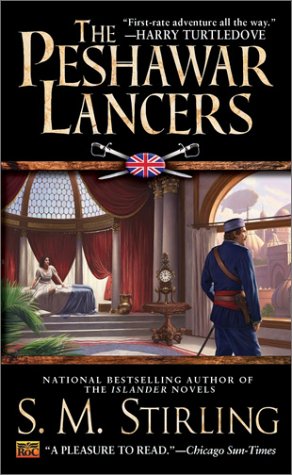 "First-rate adventure all the way."
—HARRY TURTLEDOVE
THE
PESHAWAR
LANCERS
NATIONAL BESTSELLING AUTHOR OF
THE ISLANDER NOVELS
S. M. STIRLING
ROC
"A PLEASURE TO READ."—Chicago Sun-Times